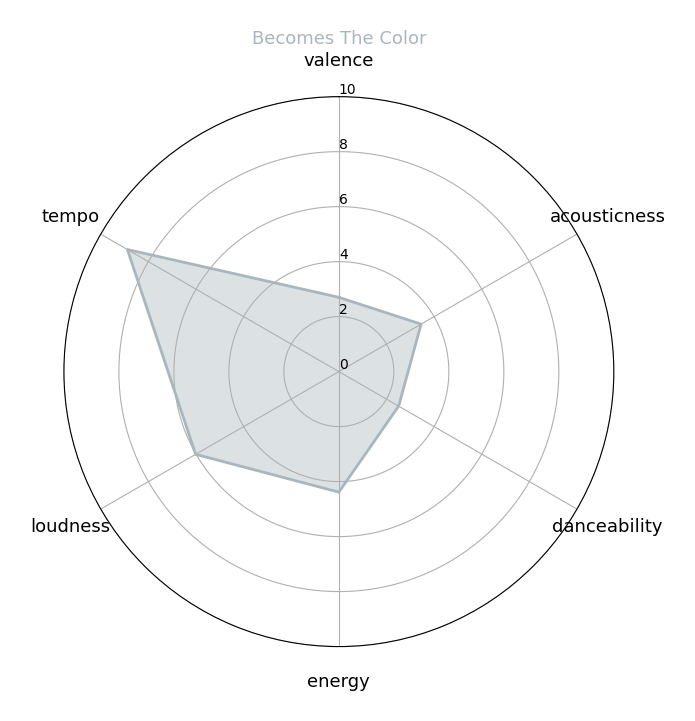 Becomes The Color
valence
10
8
tempo
acousticness
6
4
2
0
loudness
danceability
energy